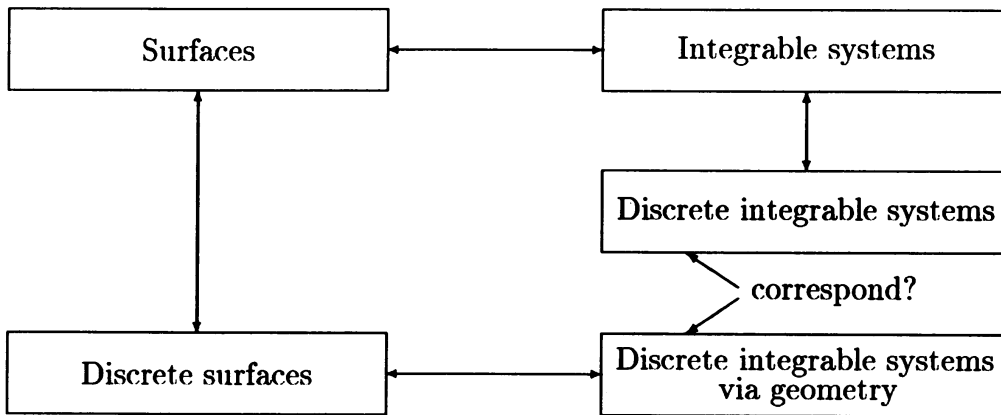 Surfaces
Integrable systems
Discrete integrable systems
correspond?
Discrete surfaces
Discrete integrable systems
via geometry